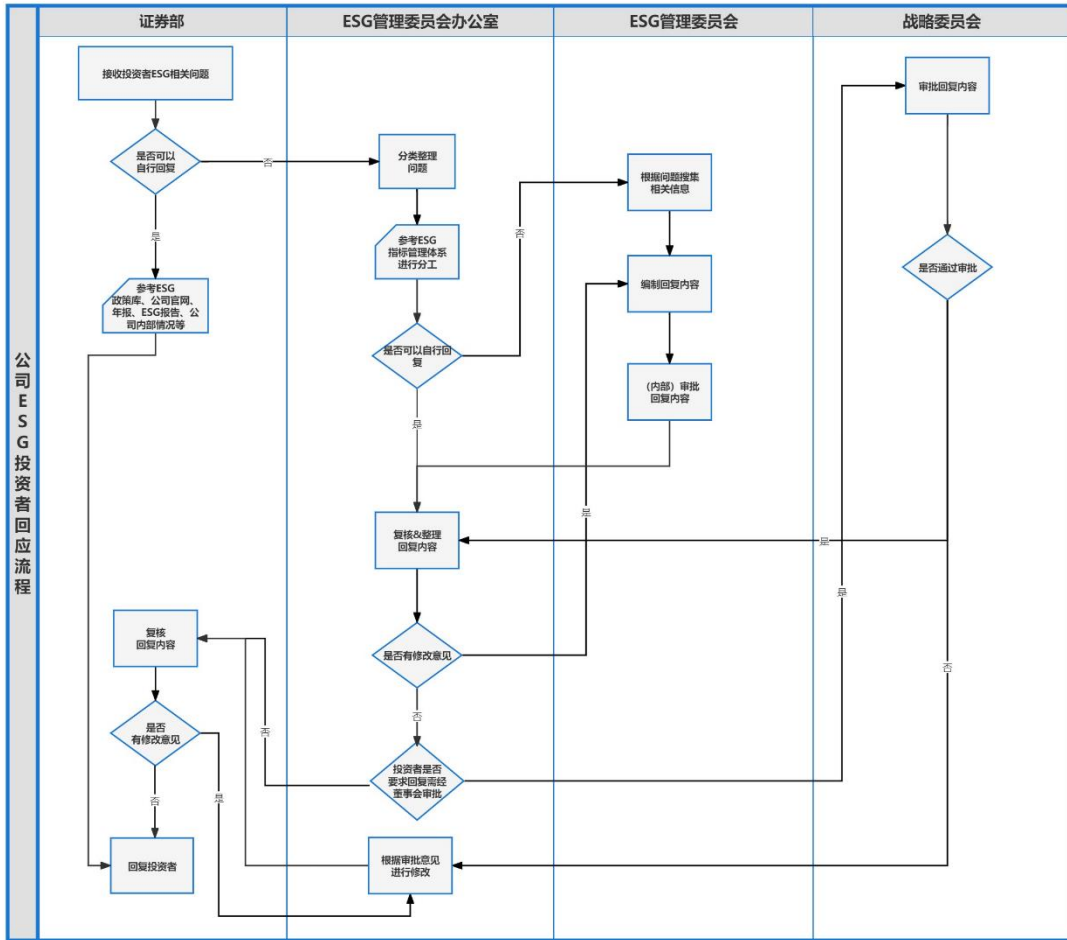 证券部
ESG管理委员会办公室
ESG管理委员会
战略委员会
公司ESG投资者回应流程
接收投资者ESG相关问题
是否可以
自行回复
否
是
参考ESG
政策库、公司官网、
年报、ESG报告、公
司内部情况等
复核
回复内容
是否
有修改意见
否
是
回复投资者
分类整理
问题
参考ESG
指标管理体系
进行分工
是否可以自行回
复
否
是
复核&整理
回复内容
是否有修改意见
是
否
投资者是否
要求回复需经
董事会审批
否
是
根据审批意见
进行修改
根据问题搜集
相关信息
编制回复内容
（内部）审批
回复内容
审批回复内容
是否通过审批
是
否